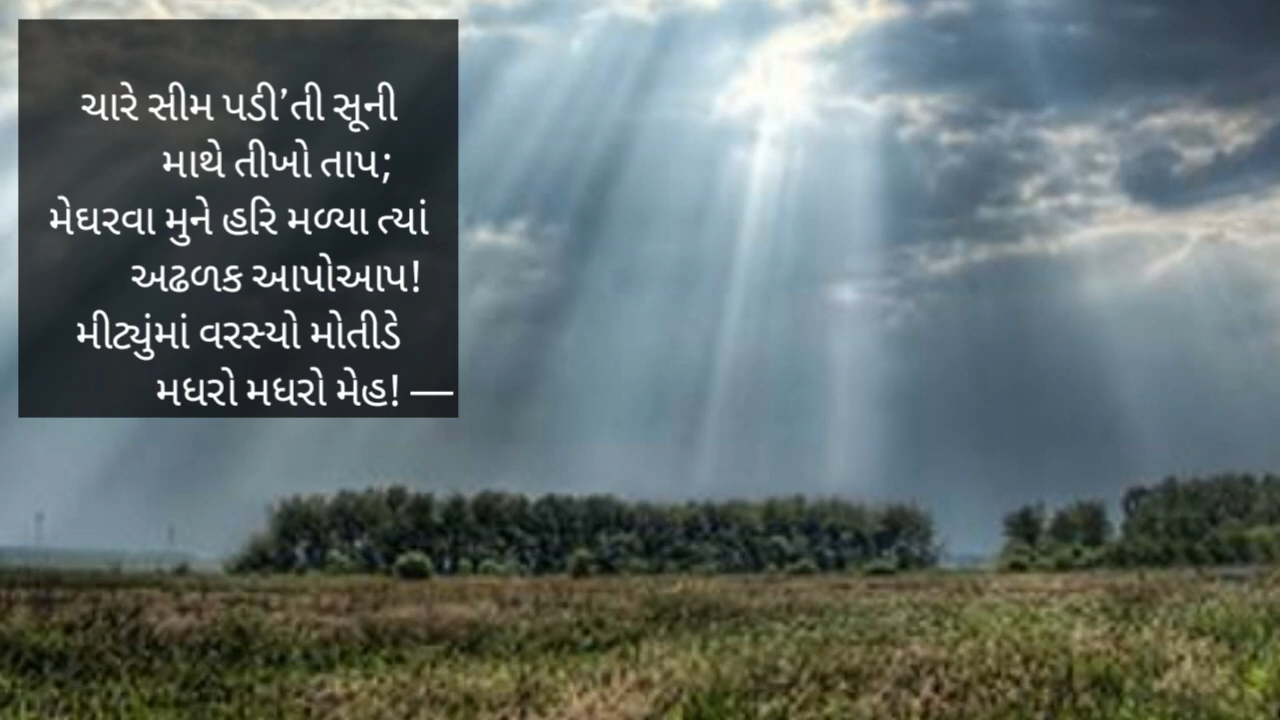 ચારે સીમ પડી’તી સૂની
માથે તીખો તાપ;
મેઘરવા મુને હરિ મળ્યા ત્યાં
અઢળક આપોઆપ!
મીટ્યુંમાં વરસ્યો મોતીડે
મધરો મધરો મેહ! —